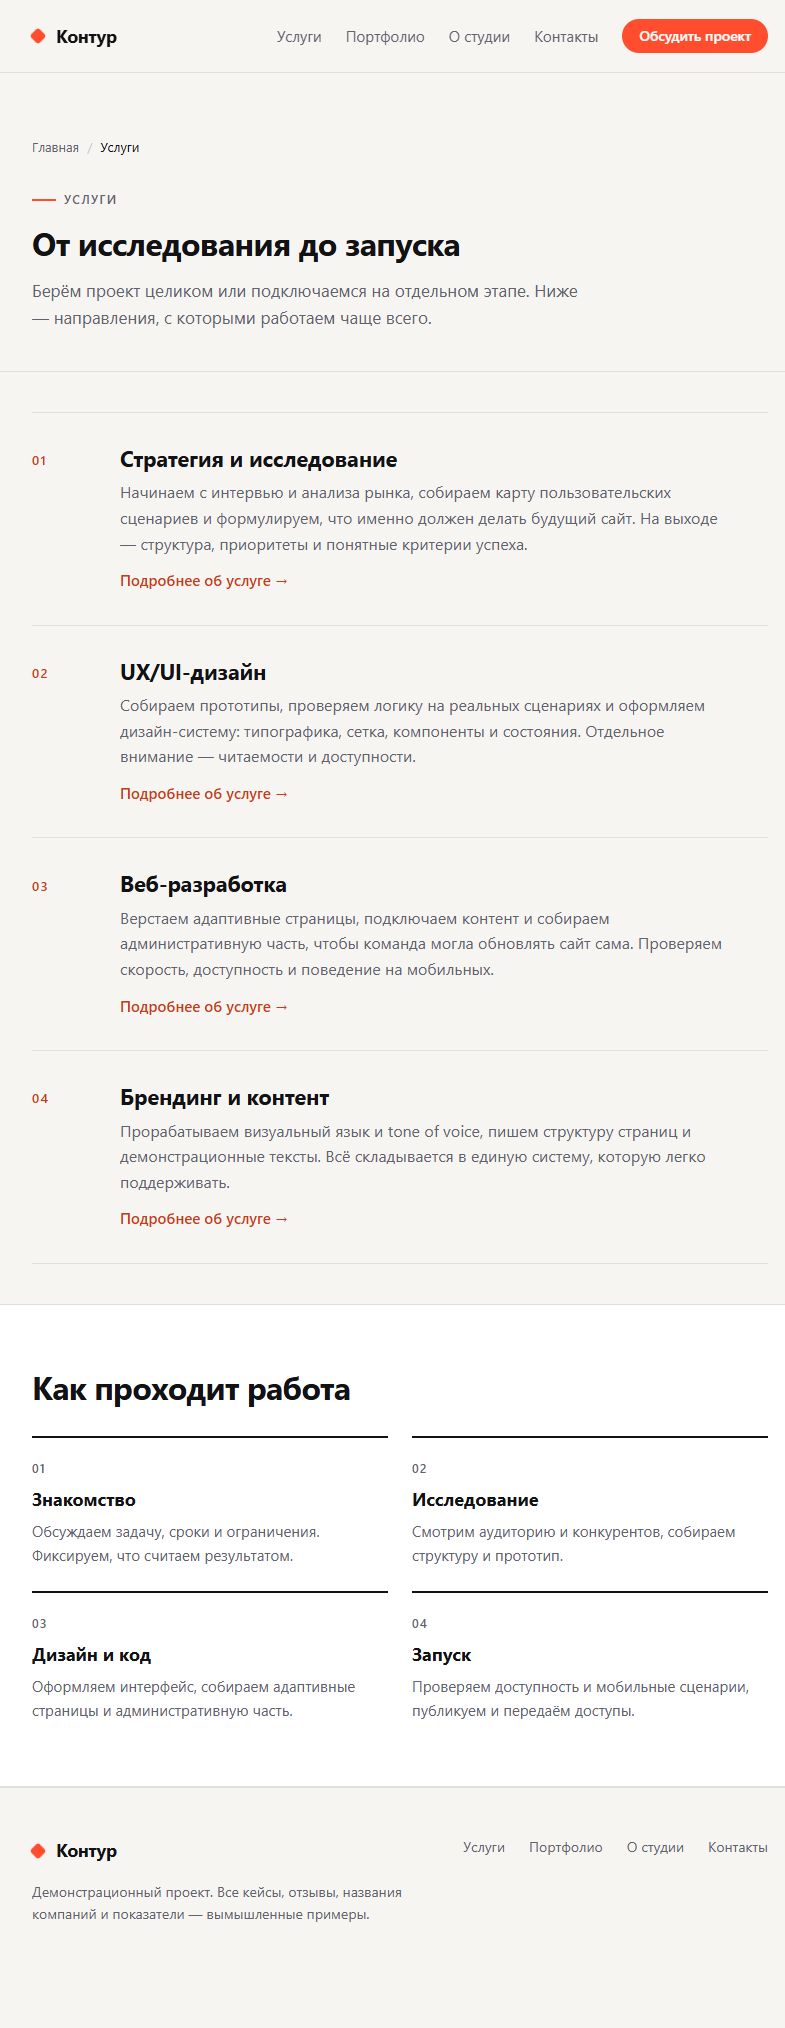 Контур
Услуги Портфолио О студии Контакты Обсудить проект
Главная / Услуги
УСЛУГИ
От исследования до запуска
Берём проект целиком или подключаемся на отдельном этапе. Ниже
— направления, с которыми работаем чаще всего.
01
Стратегия и исследование
Начинаем с интервью и анализа рынка, собираем карту пользовательских
сценариев и формулируем, что именно должен делать будущий сайт. На выходе
— структура, приоритеты и понятные критерии успеха.
Подробнее об услуге →
02
UX/UI-дизайн
Собираем прототипы, проверяем логику на реальных сценариях и оформляем
дизайн-систему: типографика, сетка, компоненты и состояния. Отдельное
внимание — читаемости и доступности.
Подробнее об услуге →
03
Веб-разработка
Верстаем адаптивные страницы, подключаем контент и собираем
административную часть, чтобы команда могла обновлять сайт сама. Проверяем
скорость, доступность и поведение на мобильных.
Подробнее об услуге →
04
Брендинг и контент
Прорабатываем визуальный язык и tone of voice, пишем структуру страниц и
демонстрационные тексты. Всё складывается в единую систему, которую легко
поддерживать.
Подробнее об услуге →
Как проходит работа
01
Знакомство
Обсуждаем задачу, сроки и ограничения.
Фиксируем, что считаем результатом.
02
Исследование
Смотрим аудиторию и конкурентов, собираем
структуру и прототип.
03
Дизайн и код
Оформляем интерфейс, собираем адаптивные
страницы и административную часть.
04
Запуск
Проверяем доступность и мобильные сценарии,
публикуем и передаём доступы.
Контур
Демонстрационный проект. Все кейсы, отзывы, названия
компаний и показатели — вымышленные примеры.
Услуги Портфолио О студии Контакты